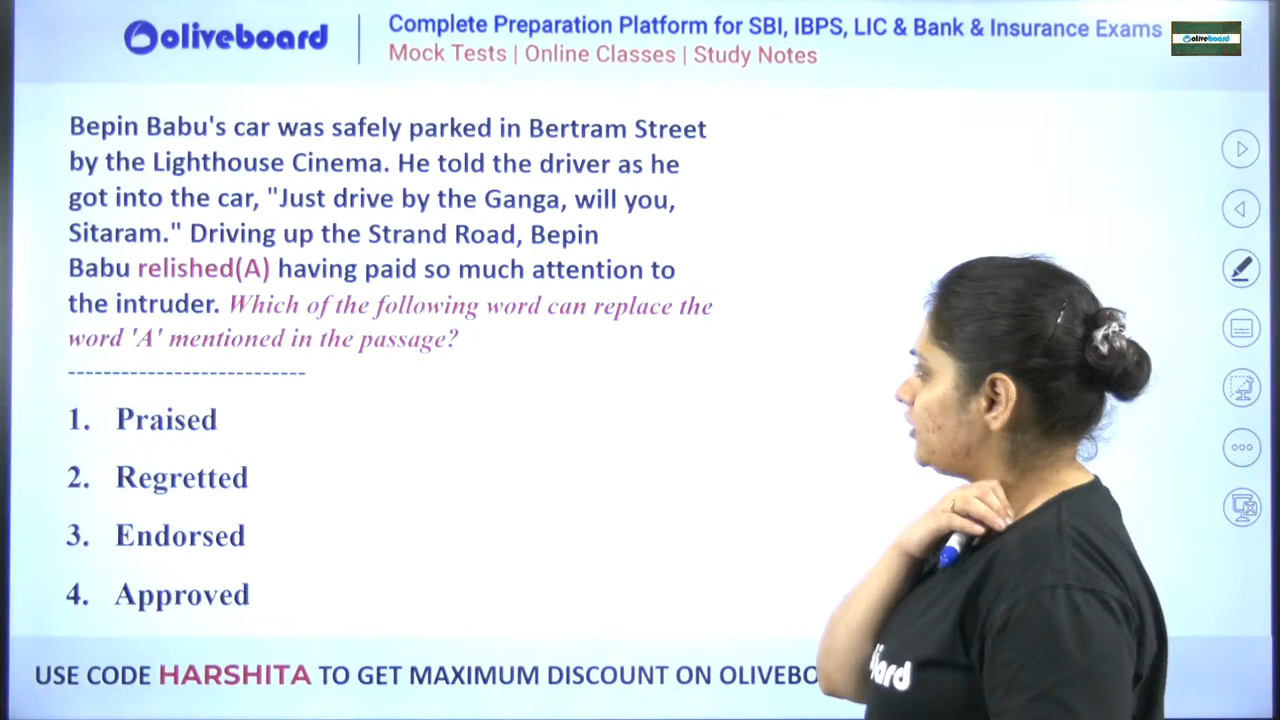 oliveboard
Complete Preparation Platform for SBI, IBPS, LIC & Bank & Insurance Exams
Mock Tests | Online Classes | Study Notes
oliveboard
Bepin Babu's car was safely parked in Bertram Street
by the Lighthouse Cinema. He told the driver as he
got into the car, "Just drive by the Ganga, will you,
Sitaram." Driving up the Strand Road, Bepin
Babu relished(A) having paid so much attention to
the intruder. Which of the following word can replace the
word 'A' mentioned in the passage?
--------------------------
1. Praised
2. Regretted
3. Endorsed
4. Approved
USE CODE HARSHITA TO GET MAXIMUM DISCOUNT ON OLIVEBO